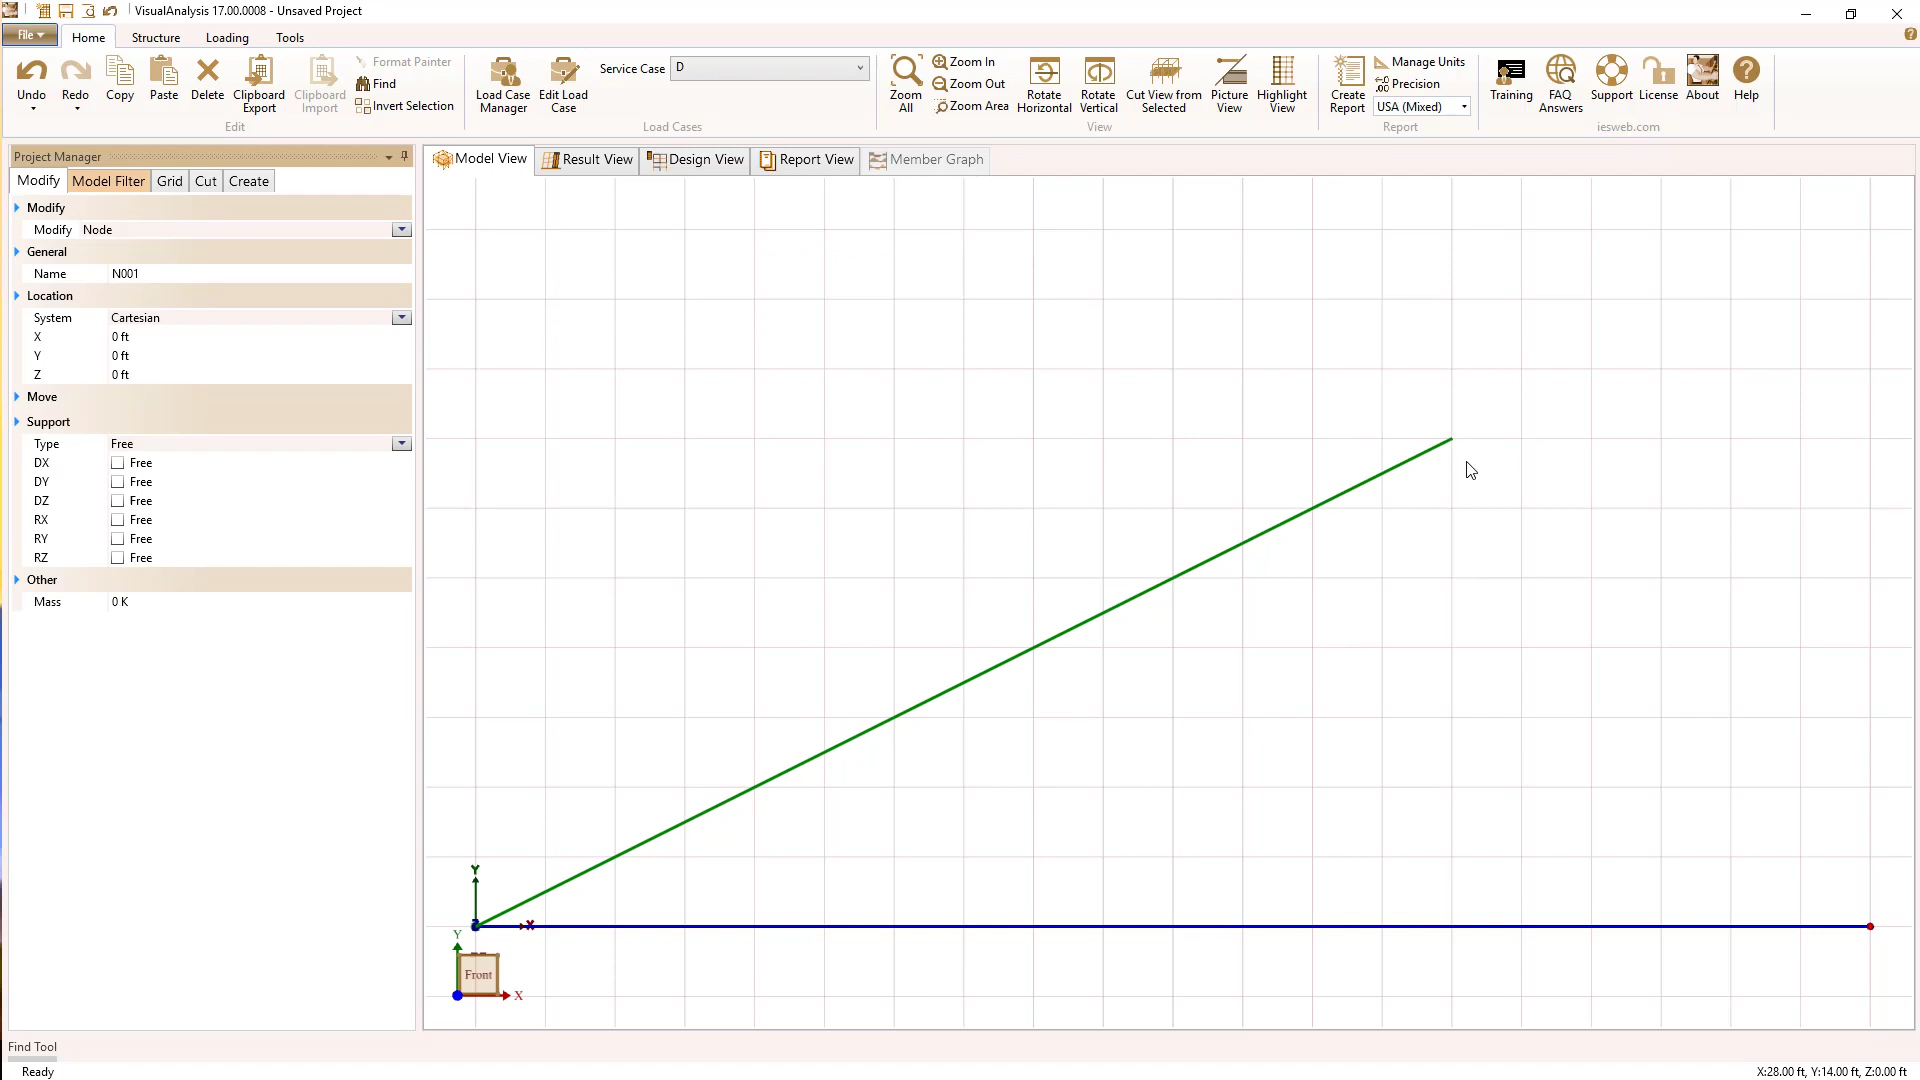 VisualAnalysis 17.00.0008 - Unsaved Project
File Home Structure Loading Tools
Undo Redo Copy Paste Delete Clipboard Export Clipboard Import Format Painter Find Invert Selection
Edit
Load Case Manager Edit Load Case Service Case D
Load Cases
Zoom All Zoom In Zoom Out Zoom Area Rotate Horizontal Rotate Vertical Cut View from Selected Picture View Highlight View
View
Create Report Manage Units Precision USA (Mixed)
Report
Training FAQ Answers Support License About Help
iesweb.com
Project Manager
Modify Model Filter Grid Cut Create
Modify
Modify Node
General
Name N001
Location
System Cartesian
X 0 ft
Y 0 ft
Z 0 ft
Move
Support
Type Free
DX Free
DY Free
DZ Free
RX Free
RY Free
RZ Free
Other
Mass 0 K
Model View Result View Design View Report View Member Graph
Y
X
Y
Front
X
Find Tool
Ready
X:28.00 ft, Y:14.00 ft, Z:0.00 ft